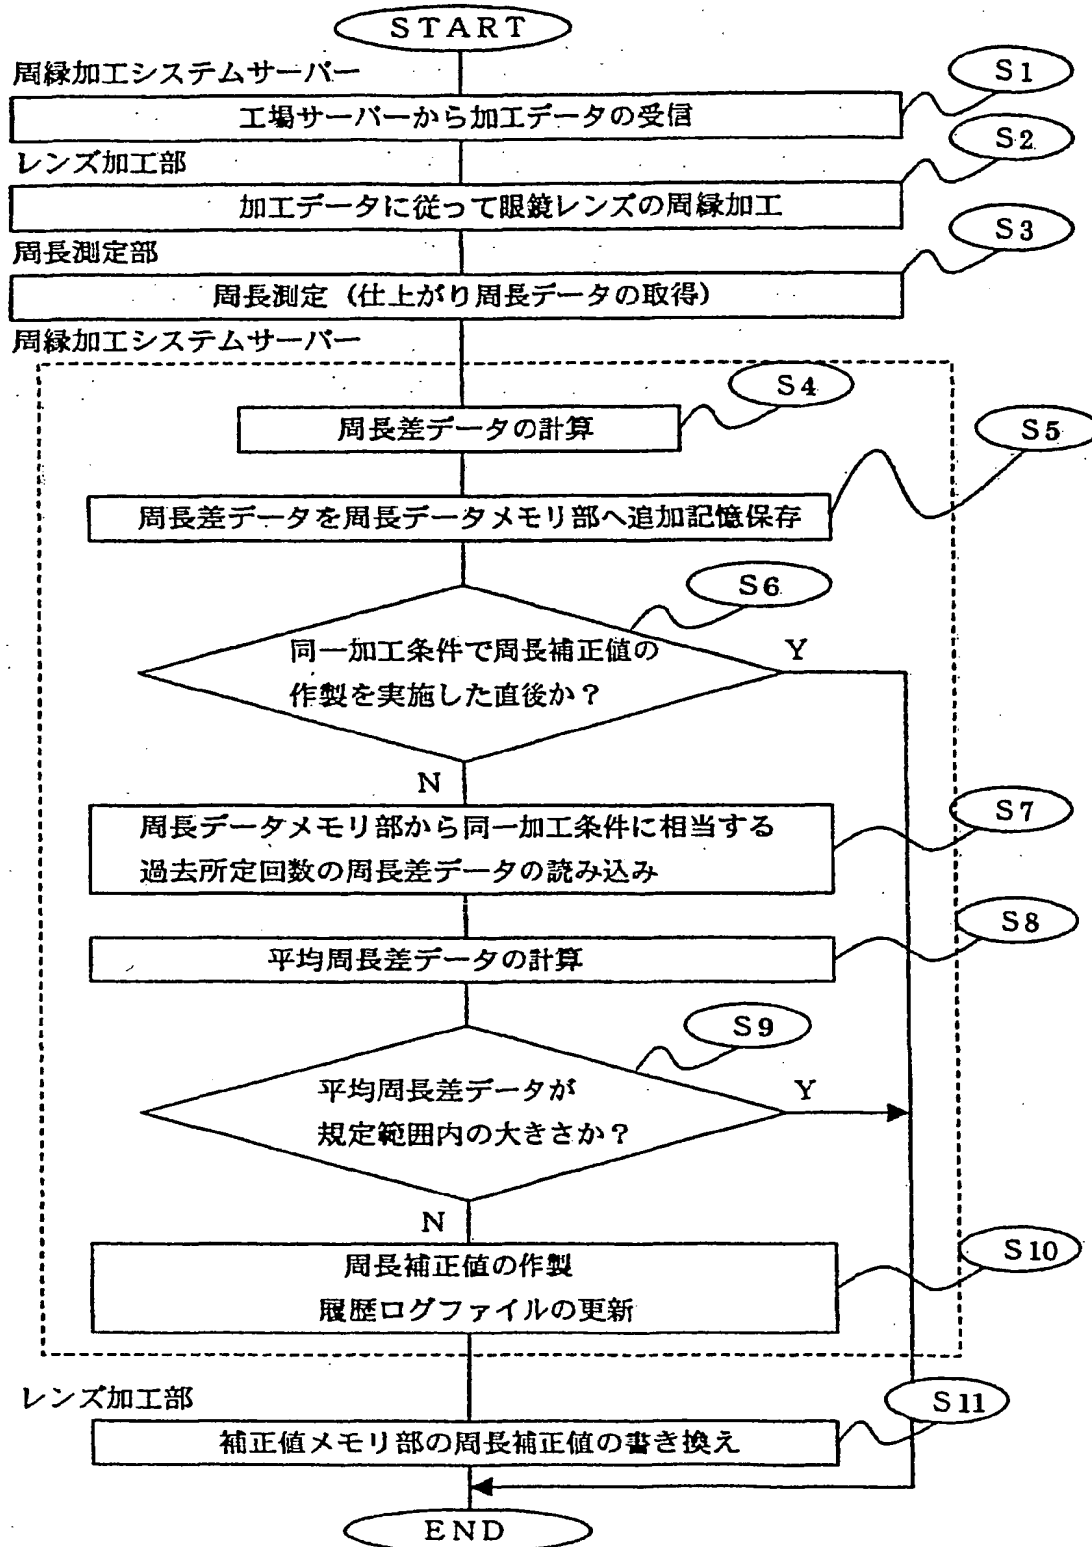 START
周縁加工システムサーバー
S1
工場サーバーから加工データの受信
レンズ加工部
S2
加工データに従って眼鏡レンズの周縁加工
周長測定部
S3
周長測定（仕上がり周長データの取得）
周縁加工システムサーバー
S4
周長差データの計算
S5
周長差データを周長データメモリ部へ追加記憶保存
S6
同一加工条件で周長補正値の
作製を実施した直後か？
Y
N
S7
周長データメモリ部から同一加工条件に相当する
過去所定回数の周長差データの読み込み
S8
平均周長差データの計算
S9
平均周長差データが
規定範囲内の大きさか？
Y
N
S10
周長補正値の作製
履歴ログファイルの更新
レンズ加工部
S11
補正値メモリ部の周長補正値の書き換え
END